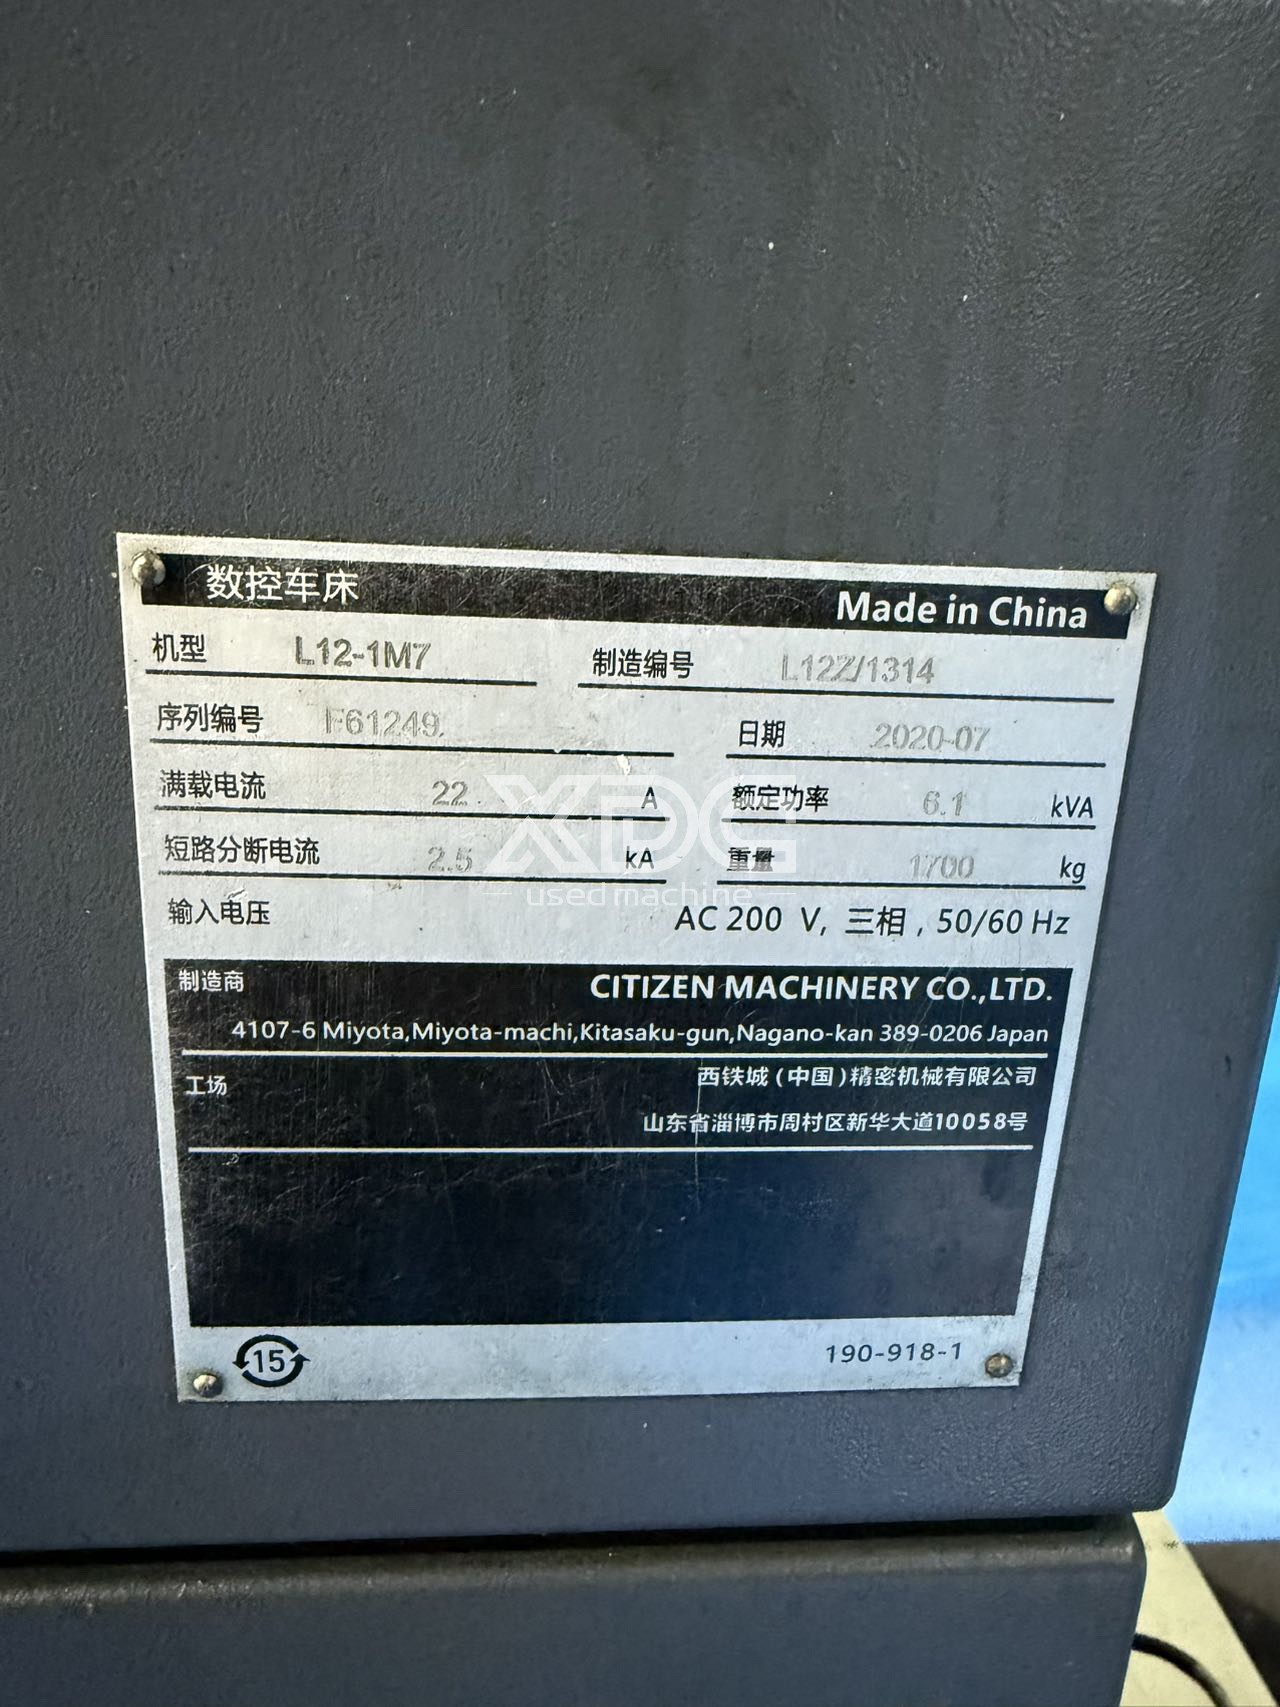 数控车床
Made in China
机型 L12-1M7 制造编号 L12Z/1314
序列编号 F61249 日期 2020-07
满载电流 22 A 额定功率 6.1 kVA
短路分断电流 2.5 kA 重量 1700 kg
XDG
used machine
输入电压 AC 200 V, 三相, 50/60 Hz
制造商 CITIZEN MACHINERY CO.,LTD.
4107-6 Miyota,Miyota-machi,Kitasaku-gun,Nagano-kan 389-0206 Japan
工场 西铁城(中国)精密机械有限公司
山东省淄博市周村区新华大道10058号
15 190-918-1